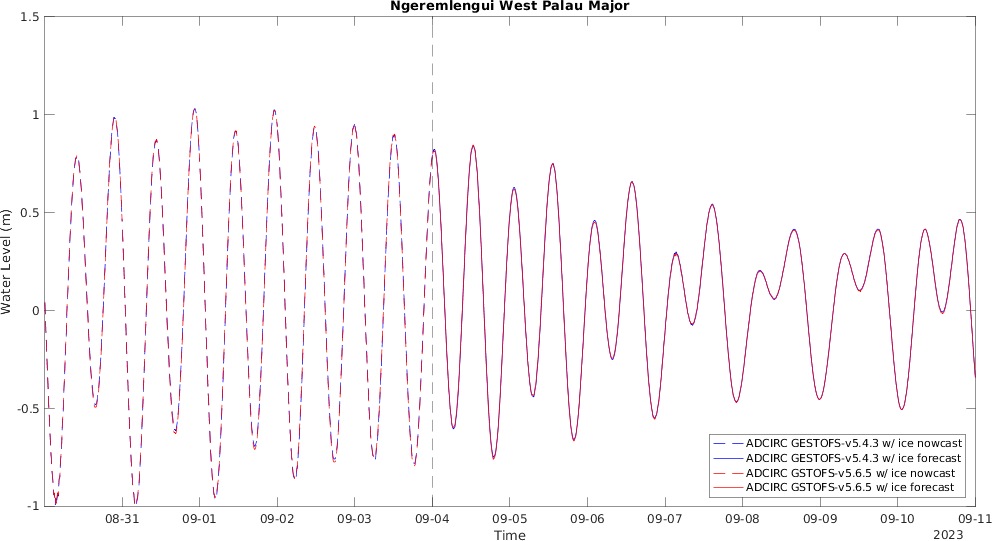 Ngeremlengui West Palau Major
1.5
1
0.5
0
-0.5
-1
Water Level (m)
08-31 09-01 09-02 09-03 09-04 09-05 09-06 09-07 09-08 09-09 09-10 09-11
Time
2023
ADCIRC GESTOFS-v5.4.3 w/ ice nowcast
ADCIRC GESTOFS-v5.4.3 w/ ice forecast
ADCIRC GSTOFS-v5.6.5 w/ ice nowcast
ADCIRC GSTOFS-v5.6.5 w/ ice forecast